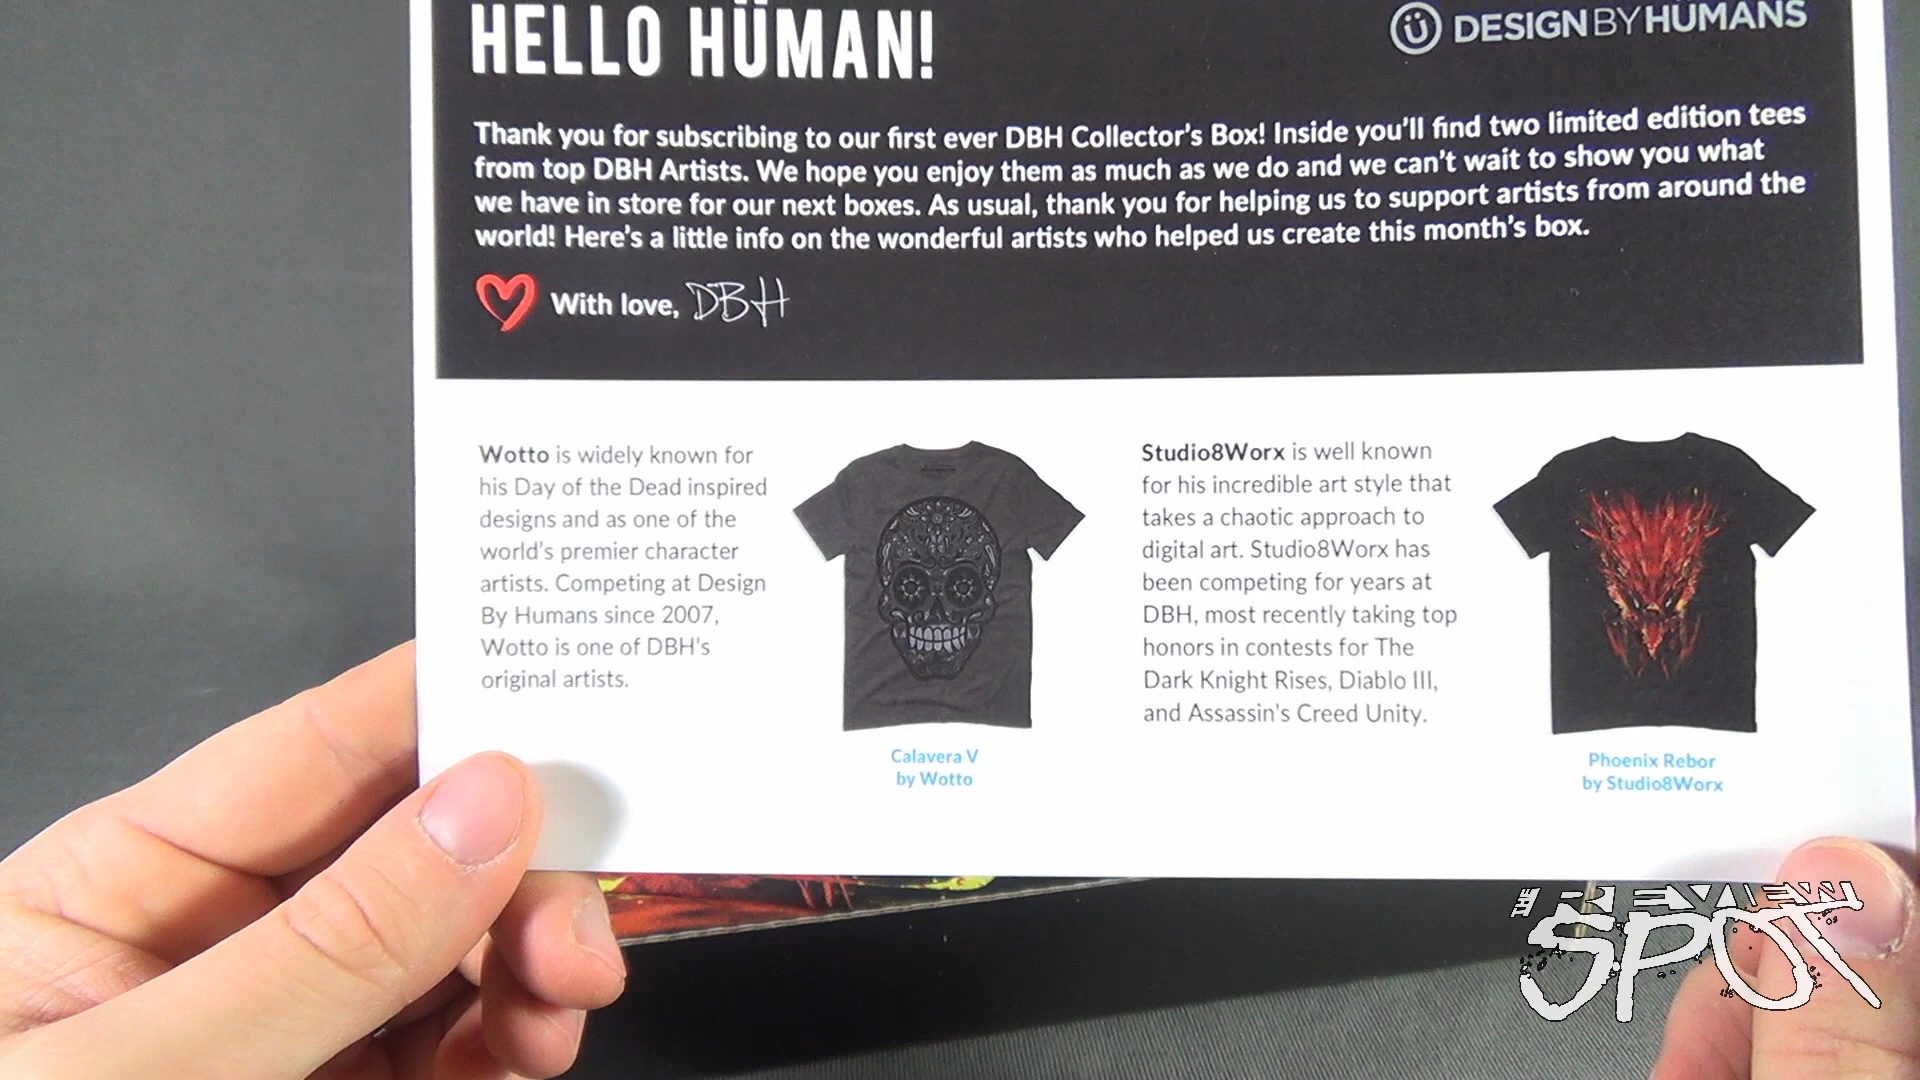 HELLO HÜMAN!
ü DESIGNBYHÜMANS
Thank you for subscribing to our first ever DBH Collector's Box! Inside you'll find two limited edition tees
from top DBH Artists. We hope you enjoy them as much as we do and we can't wait to show you what
we have in store for our next boxes. As usual, thank you for helping us to support artists from around the
world! Here's a little info on the wonderful artists who helped us create this month's box.
With love, DBH
Wotto is widely known for
his Day of the Dead inspired
designs and as one of the
world's premier character
artists. Competing at Design
By Humans since 2007,
Wotto is one of DBH's
original artists.
Calavera V
by Wotto
Studio8Worx is well known
for his incredible art style that
takes a chaotic approach to
digital art. Studio8Worx has
been competing for years at
DBH, most recently taking top
honors in contests for The
Dark Knight Rises, Diablo III,
and Assassin's Creed Unity.
Phoenix Rebor
by Studio8Worx
THE REVIEW
SPOT